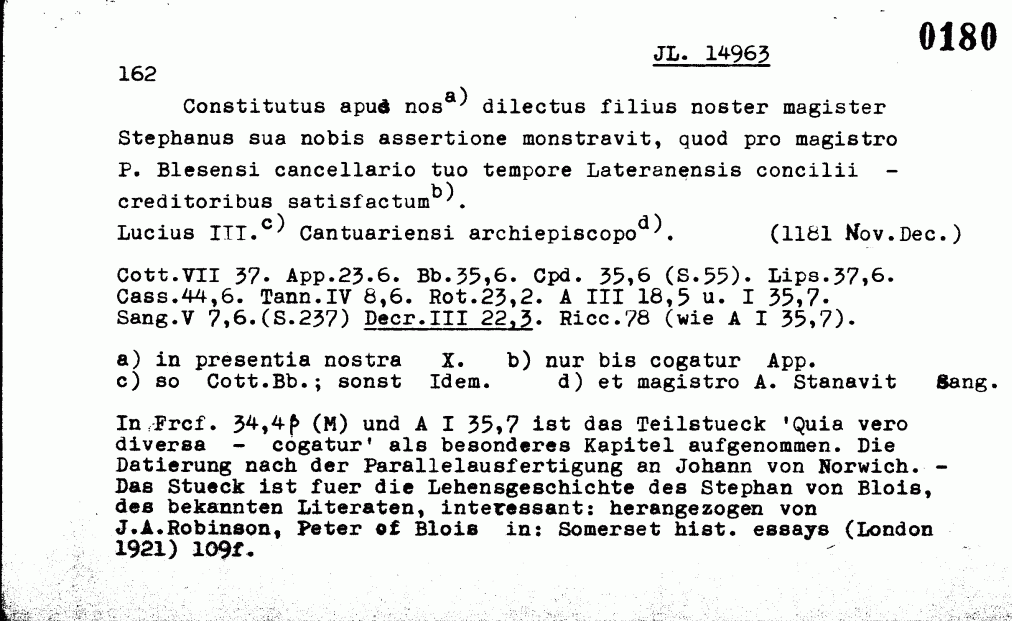 0180
JL. 14963
162
Constitutus apud nos a) dilectus filius noster magister
Stephanus sua nobis assertione monstravit, quod pro magistro
P. Blesensi cancellario tuo tempore Lateranensis concilii -
creditoribus satisfactum b).
Lucius III. c) Cantuariensi archiepiscopo d). (1181 Nov.Dec.)
Cott.VII 37. App.23.6. Bb.35,6. Cpd. 35,6 (S.55). Lips.37,6.
Cass.44,6. Tann.IV 8,6. Rot.23,2. A III 18,5 u. I 35,7.
Sang.V 7,6.(S.237) Decr.III 22,3. Ricc.78 (wie A I 35,7).
a) in presentia nostra X. b) nur bis cogatur App.
c) so Cott.Bb.; sonst Idem. d) et magistro A. Stanavit Sang.
In Frcf. 34,4β (M) und A I 35,7 ist das Teilstueck 'Quia vero
diversa - cogatur' als besonderes Kapitel aufgenommen. Die
Datierung nach der Parallelausfertigung an Johann von Norwich. -
Das Stueck ist fuer die Lehensgeschichte des Stephan von Blois,
des bekannten Literaten, interessant: herangezogen von
J.A.Robinson, Peter of Blois in: Somerset hist. essays (London
1921) 109f.